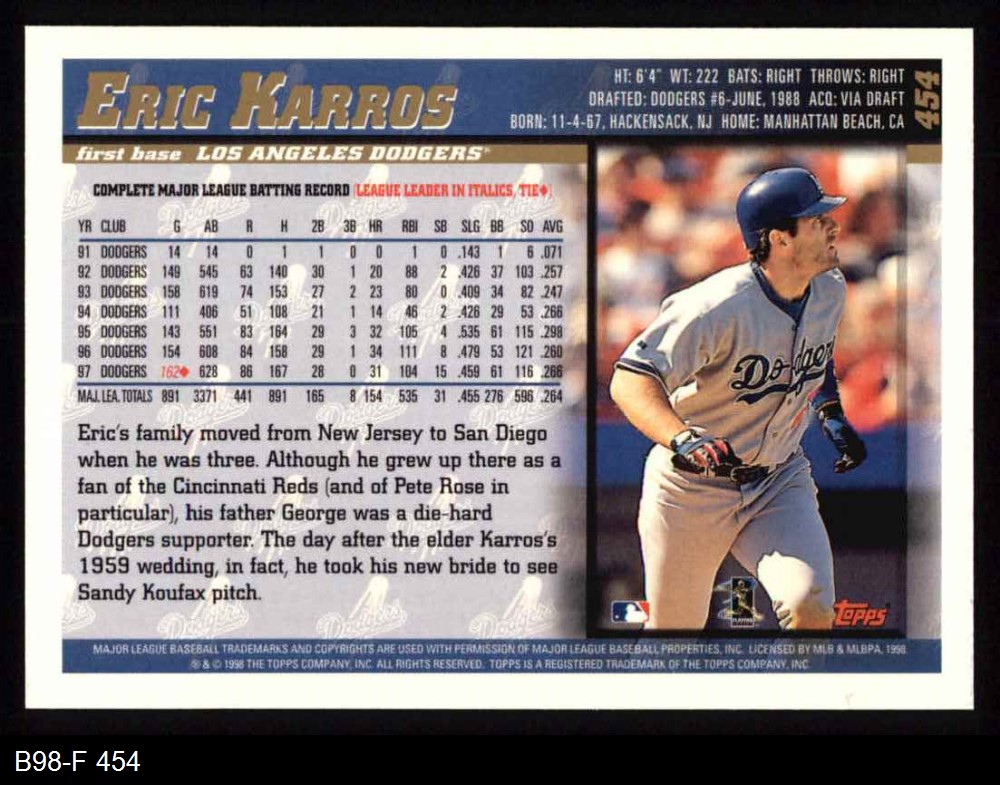 ERIC KARROS
HT: 6'4" WT: 222 BATS: RIGHT THROWS: RIGHT
DRAFTED: DODGERS #6-JUNE, 1988 ACQ: VIA DRAFT
BORN: 11-4-67, HACKENSACK, NJ HOME: MANHATTAN BEACH, CA
454
first base LOS ANGELES DODGERS
COMPLETE MAJOR LEAGUE BATTING RECORD (LEAGUE LEADER IN ITALICS, TIE♦)
YR CLUB G AB R H 2B 3B HR RBI SB SLG BB SO AVG
91 DODGERS 14 14 0 1 1 0 0 1 0 .143 1 6 .071
92 DODGERS 149 545 63 140 30 1 20 88 2 .426 37 103 .257
93 DODGERS 158 619 74 153 27 2 23 80 0 .409 34 82 .247
94 DODGERS 111 406 51 108 21 1 14 46 2 .426 29 53 .266
95 DODGERS 143 551 83 164 29 3 32 105 4 .535 61 115 .298
96 DODGERS 154 608 84 158 29 1 34 111 8 .479 53 121 .260
97 DODGERS 162♦ 628 86 167 28 0 31 104 15 .459 61 116 .266
MAJ. LEA. TOTALS 891 3371 441 891 165 8 154 535 31 .455 276 596 .264
Eric's family moved from New Jersey to San Diego
when he was three. Although he grew up there as a
fan of the Cincinnati Reds (and of Pete Rose in
particular), his father George was a die-hard
Dodgers supporter. The day after the elder Karros's
1959 wedding, in fact, he took his new bride to see
Sandy Koufax pitch.
Dodgers
Topps
MAJOR LEAGUE BASEBALL TRADEMARKS AND COPYRIGHTS ARE USED WITH PERMISSION OF MAJOR LEAGUE BASEBALL PROPERTIES, INC. LICENSED BY MLB & MLBPA, 1998.
® & © 1998 THE TOPPS COMPANY, INC. ALL RIGHTS RESERVED. TOPPS IS A REGISTERED TRADEMARK OF THE TOPPS COMPANY, INC.
B98-F 454